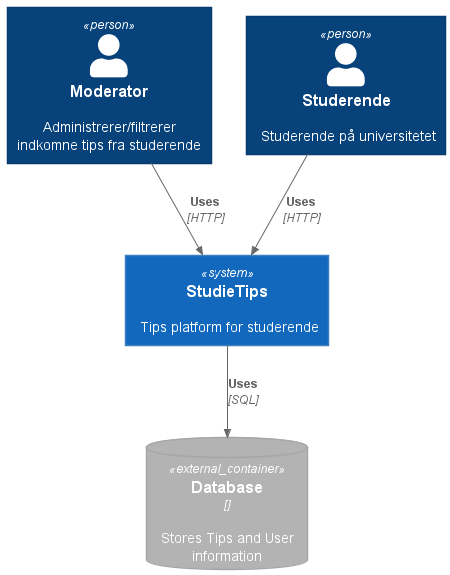 «person»
Moderator
Administrerer/filtrerer
indkomne tips fra studerende
«person»
Studerende
Studerende på universitetet
Uses
[HTTP]
Uses
[HTTP]
«system»
StudieTips
Tips platform for studerende
Uses
[SQL]
«external_container»
Database
[]
Stores Tips and User
information